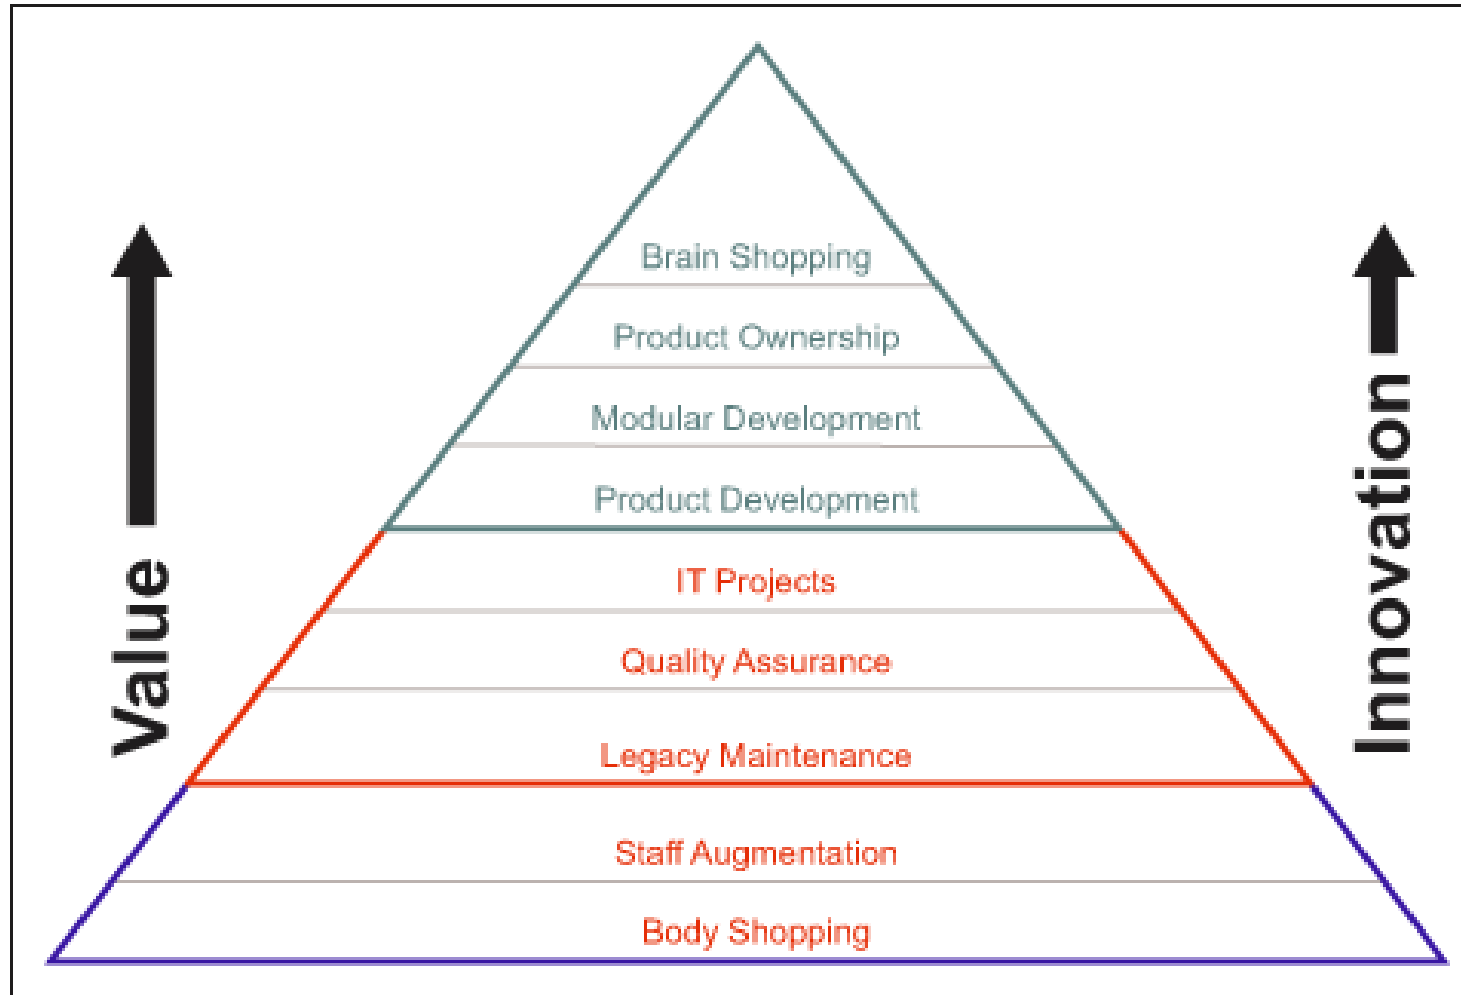 Brain Shopping
Product Ownership
Modular Development
Product Development
IT Projects
Quality Assurance
Legacy Maintenance
Staff Augmentation
Body Shopping
Value
Innovation